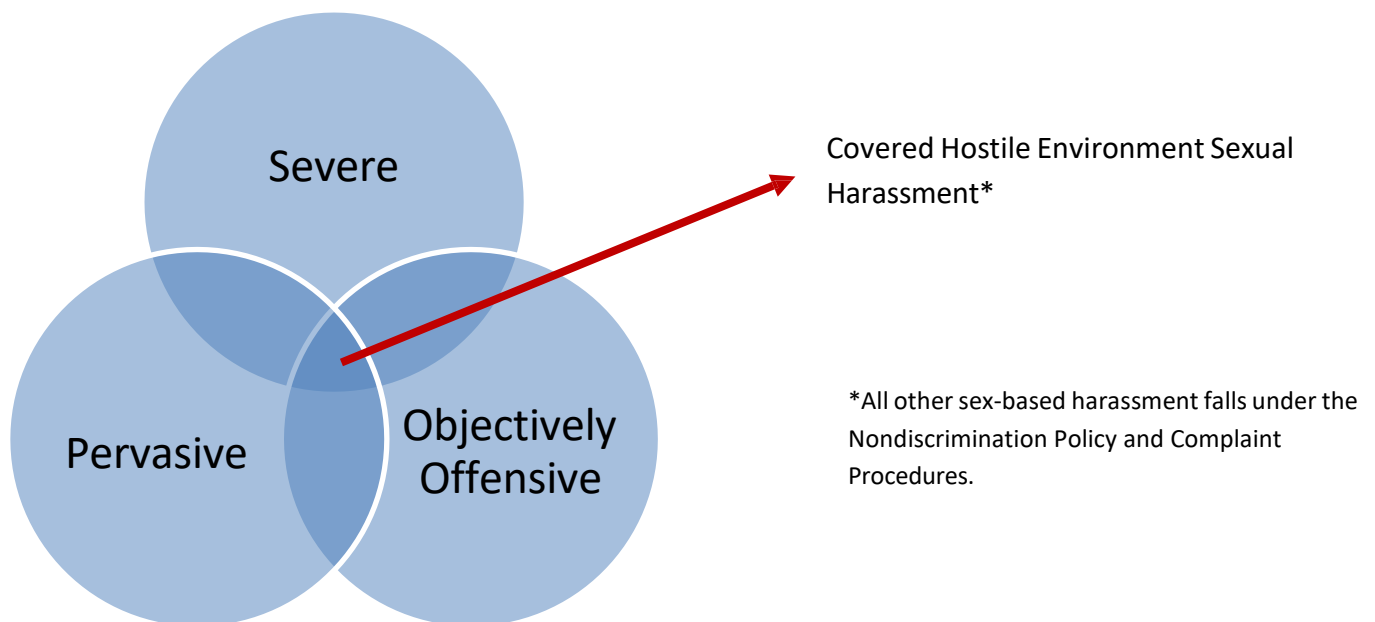 Severe
Pervasive
Objectively
Offensive
Covered Hostile Environment Sexual
Harassment*
*All other sex-based harassment falls under the
Nondiscrimination Policy and Complaint
Procedures.